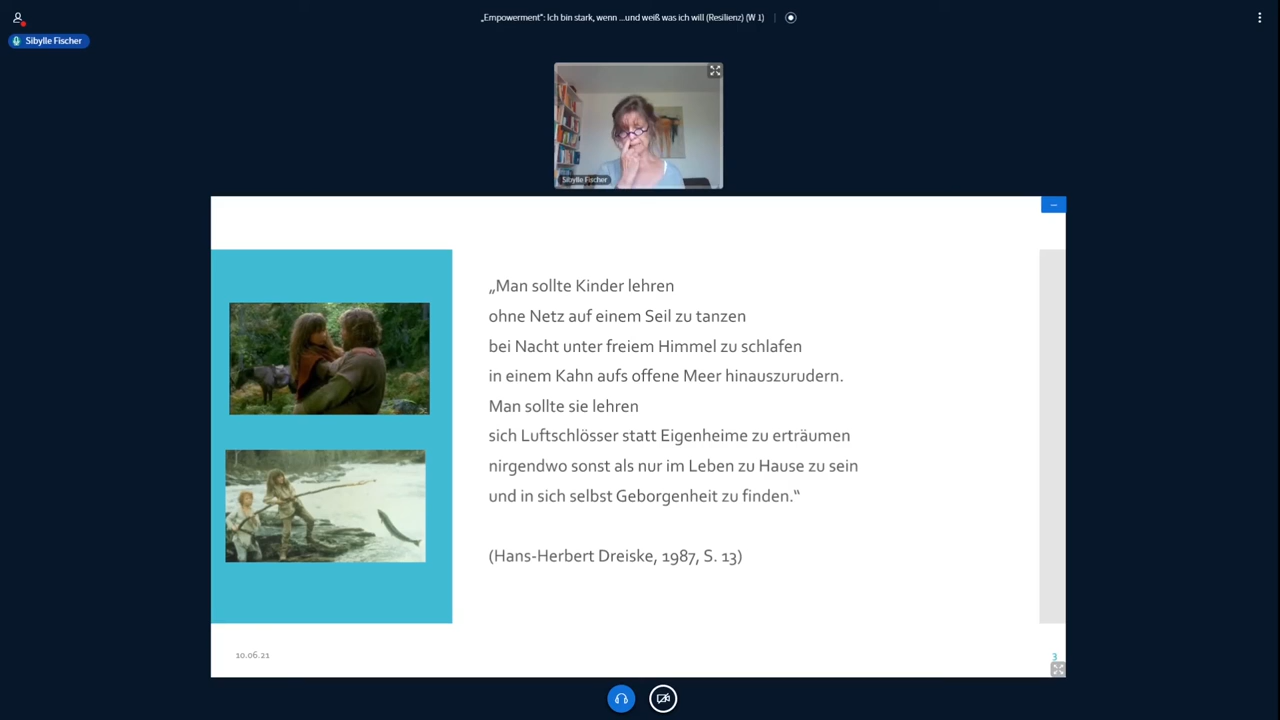 „Empowerment": Ich bin stark, wenn ...und weiß was ich will (Resilienz) (W 1)
Sibylle Fischer
Sibylle Fischer
„Man sollte Kinder lehren
ohne Netz auf einem Seil zu tanzen
bei Nacht unter freiem Himmel zu schlafen
in einem Kahn aufs offene Meer hinauszurudern.
Man sollte sie lehren
sich Luftschlösser statt Eigenheime zu erträumen
nirgendwo sonst als nur im Leben zu Hause zu sein
und in sich selbst Geborgenheit zu finden.“
(Hans-Herbert Dreiske, 1987, S. 13)
10.06.21
3